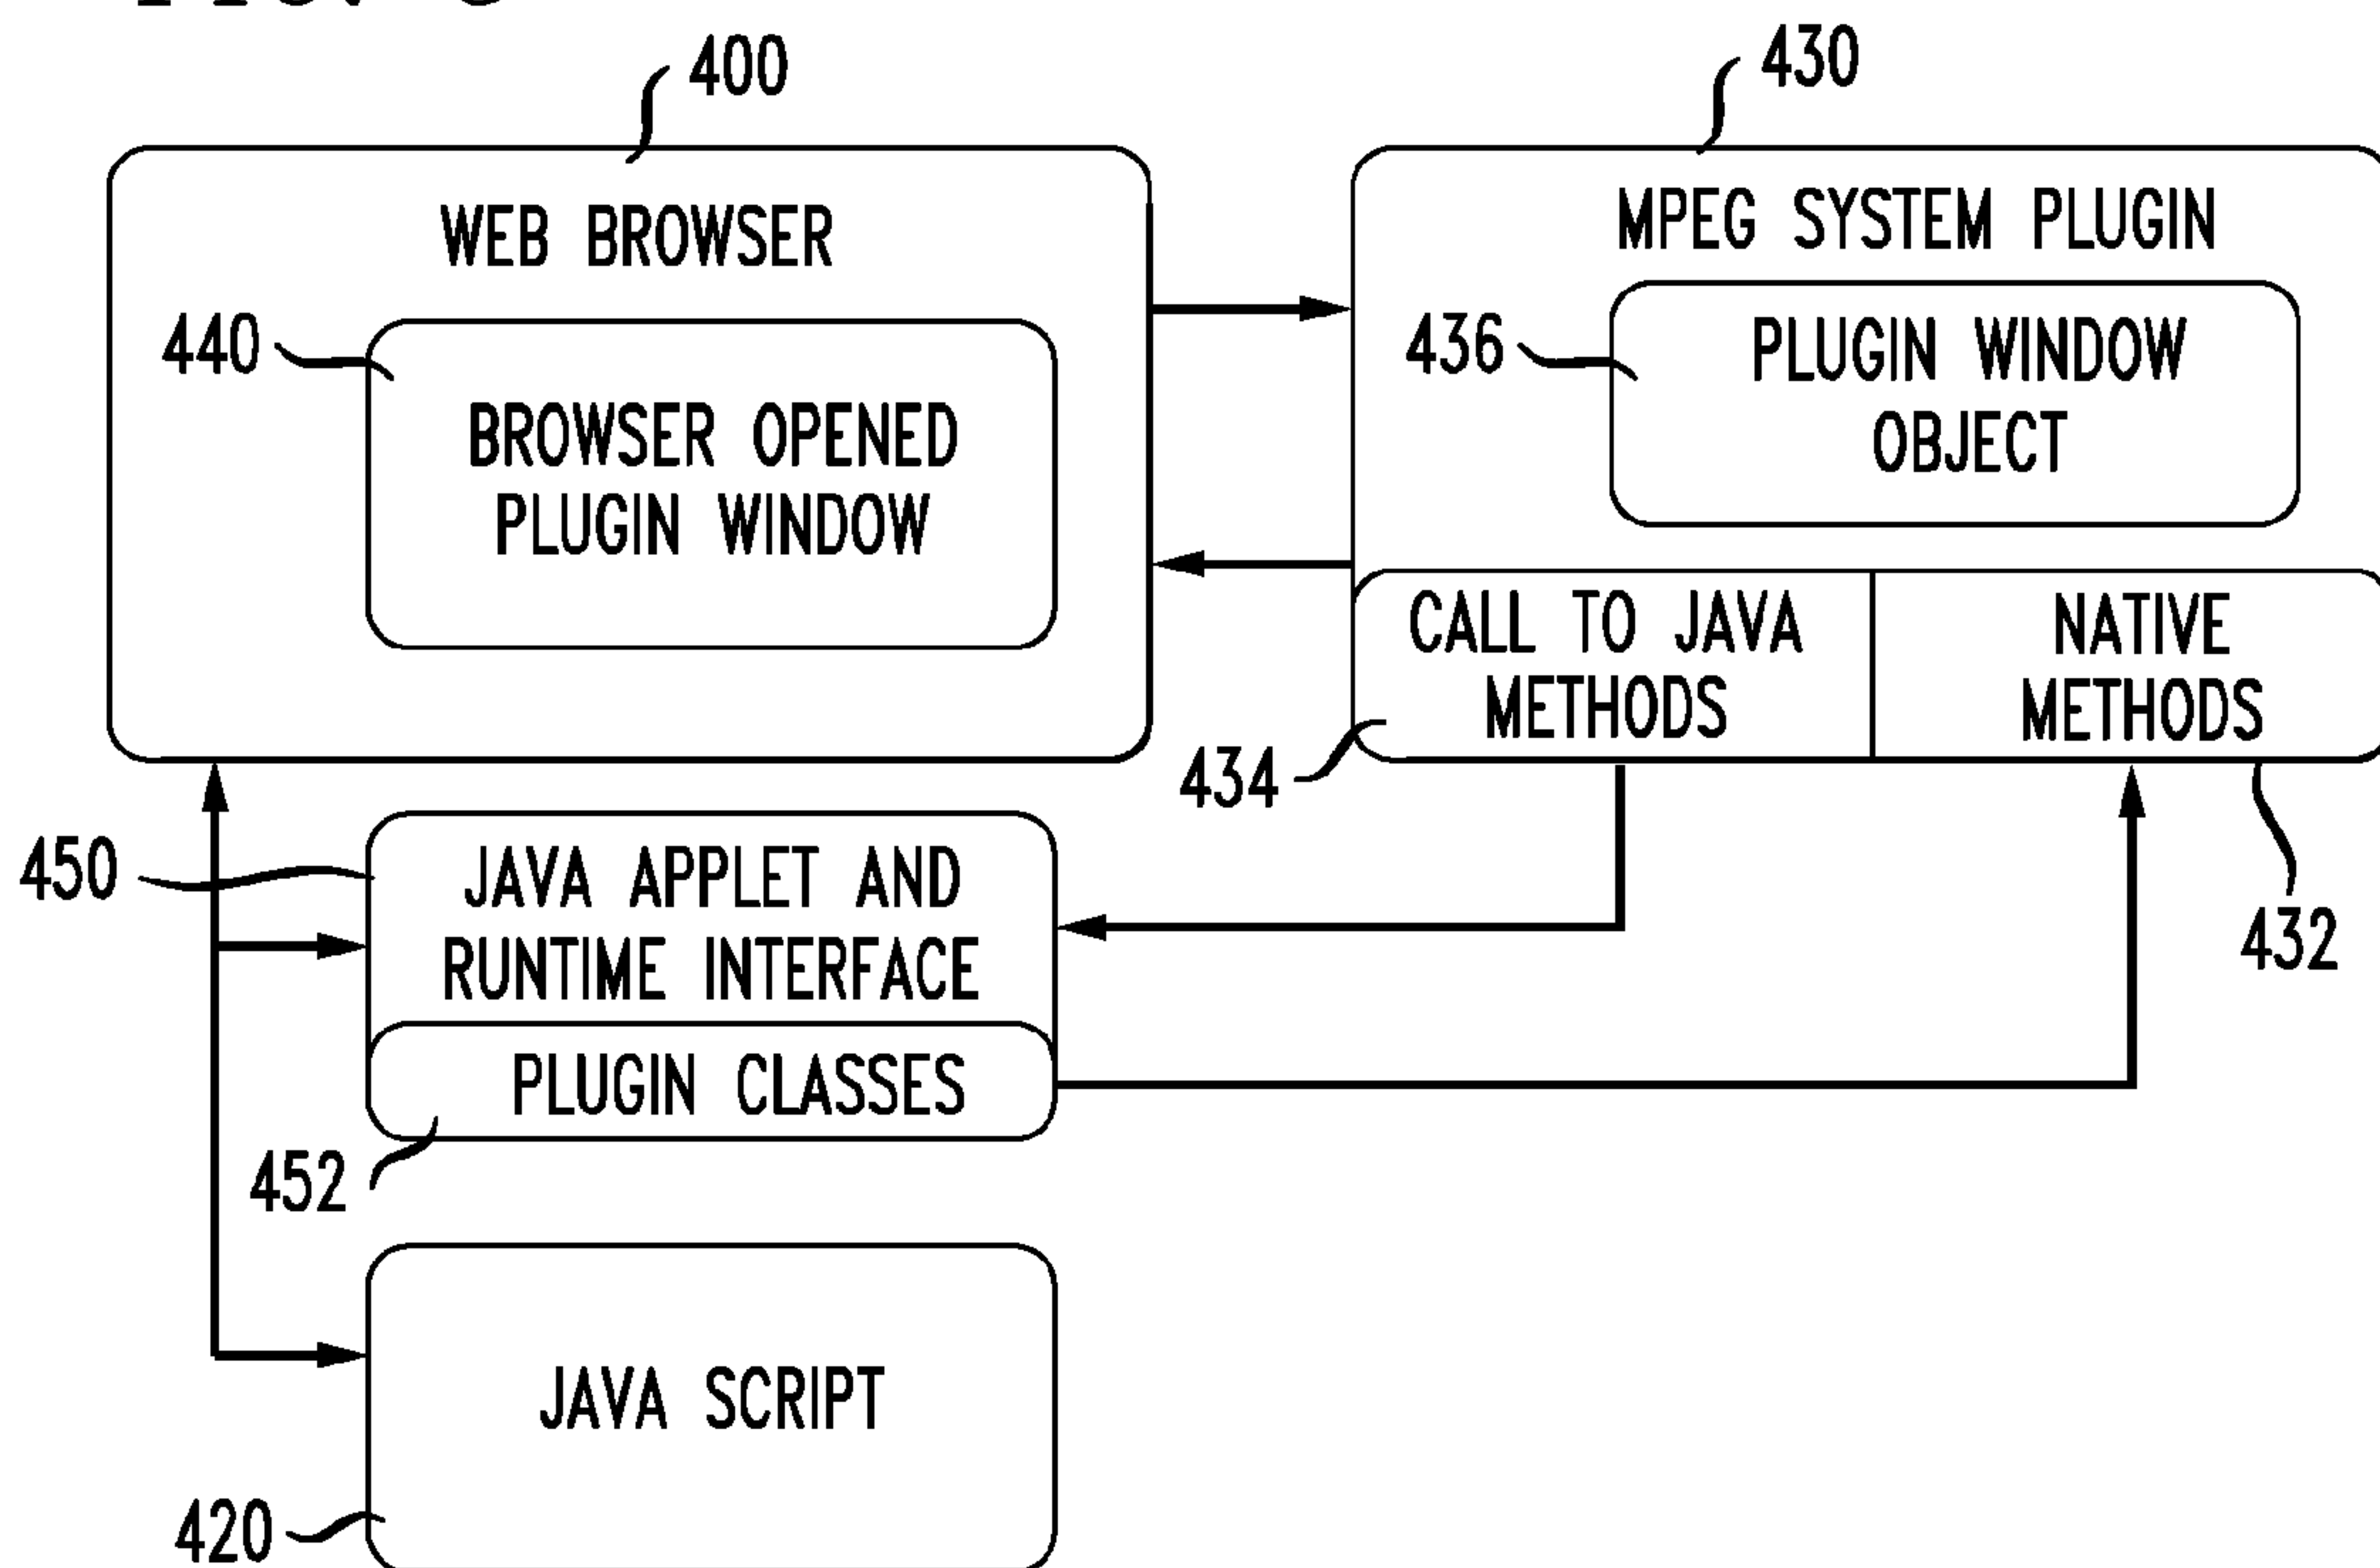 400
430
WEB BROWSER
MPEG SYSTEM PLUGIN
440
BROWSER OPENED
PLUGIN WINDOW
436
PLUGIN WINDOW
OBJECT
CALL TO JAVA
METHODS
NATIVE
METHODS
434
432
450
JAVA APPLET AND
RUNTIME INTERFACE
PLUGIN CLASSES
452
JAVA SCRIPT
420